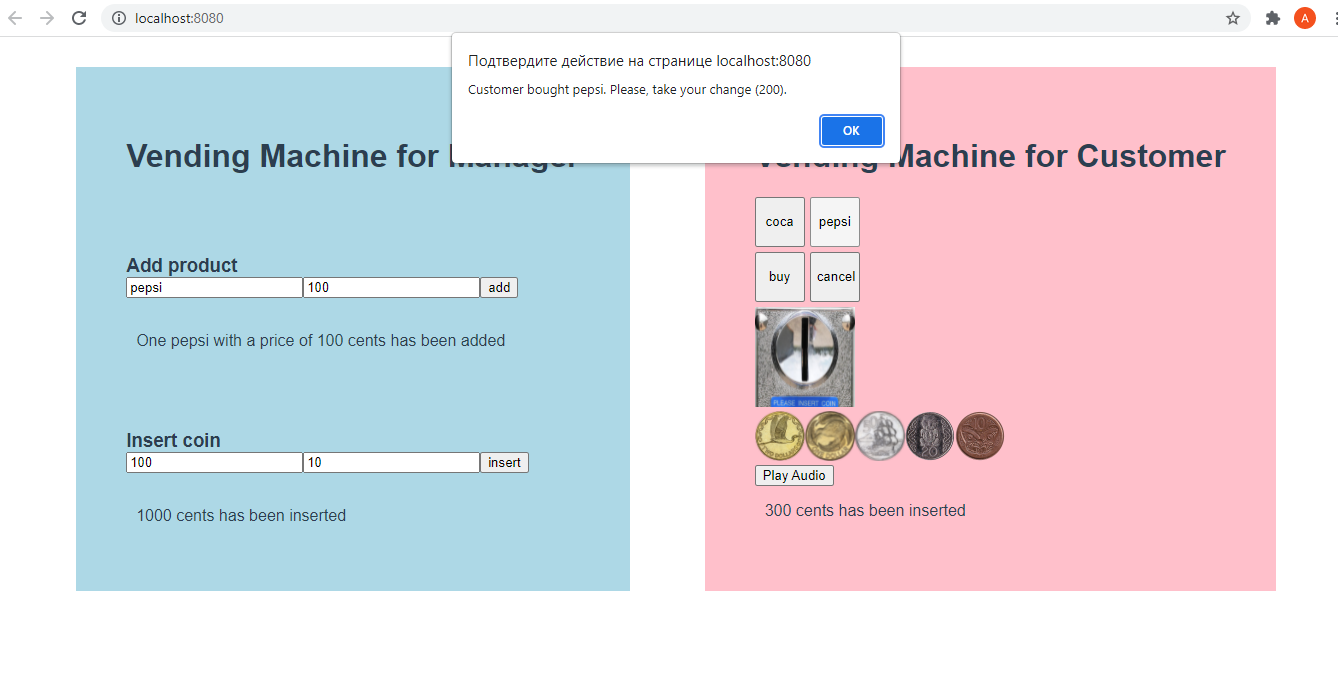 localhost:8080
A
Подтвердите действие на странице localhost:8080
Customer bought pepsi. Please, take your change (200).
OK
Vending Machine for Manager
Add product
pepsi 100 add
One pepsi with a price of 100 cents has been added
Insert coin
100 10 insert
1000 cents has been inserted
Vending Machine for Customer
coca pepsi
buy cancel
PLEASE INSERT COIN
20 10
Play Audio
300 cents has been inserted